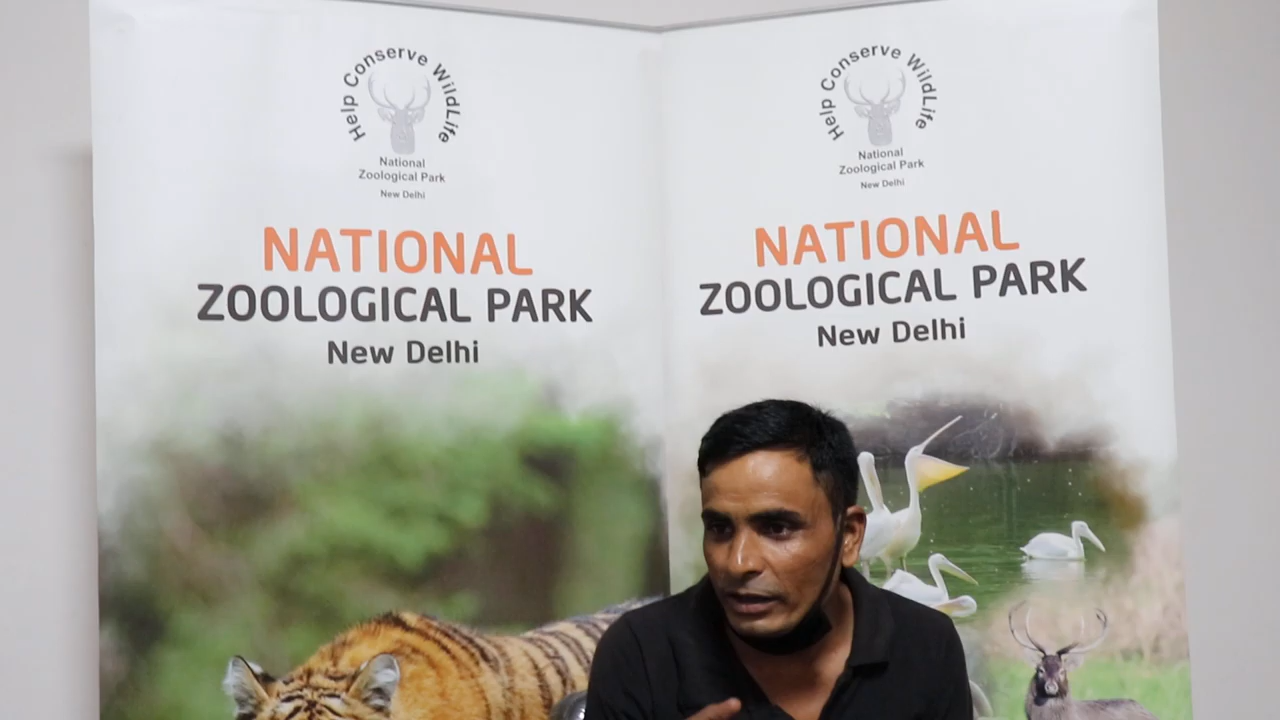 Help Conserve WildLife
National
Zoological Park
New Delhi
NATIONAL
ZOOLOGICAL PARK
New Delhi
Help Conserve WildLife
National
Zoological Park
New Delhi
NATIONAL
ZOOLOGICAL PARK
New Delhi